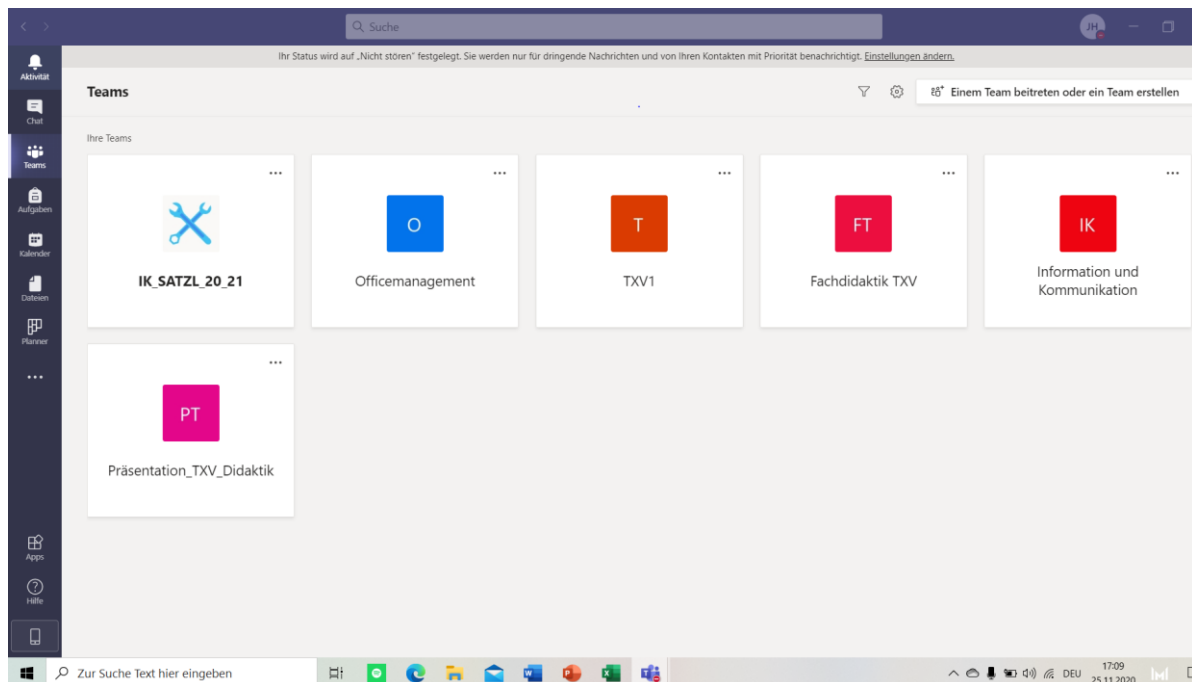 Suche
JH
Ihr Status wird auf „Nicht stören" festgelegt. Sie werden nur für dringende Nachrichten und von Ihren Kontakten mit Priorität benachrichtigt. Einstellungen ändern.
Aktivität
Chat
Teams
Aufgaben
Kalender
Dateien
Planner
Apps
Hilfe
Teams
Einem Team beitreten oder ein Team erstellen
Ihre Teams
IK_SATZL_20_21
O
Officemanagement
T
TXV1
FT
Fachdidaktik TXV
IK
Information und
Kommunikation
PT
Präsentation_TXV_Didaktik
Zur Suche Text hier eingeben
DEU
17:09
25.11.2020